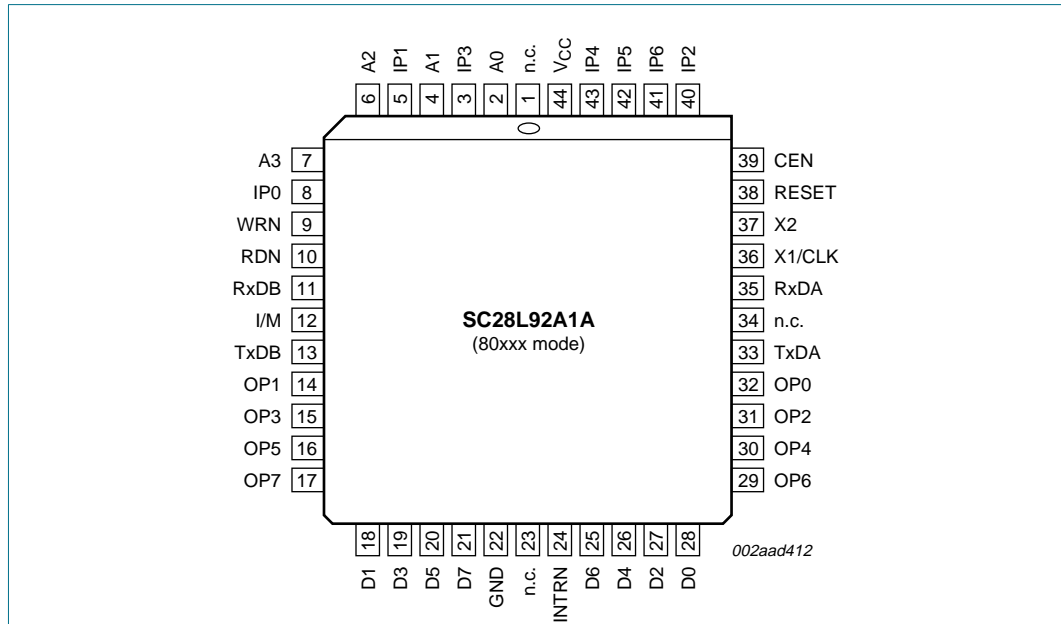 A2 IP1 A1 IP3 A0 n.c. VCC IP4 IP5 IP6 IP2
6 5 4 3 2 1 44 43 42 41 40
A3 7 39 CEN
IP0 8 38 RESET
WRN 9 37 X2
RDN 10 36 X1/CLK
RxDB 11 35 RxDA
I/M 12 34 n.c.
TxDB 13 33 TxDA
OP1 14 32 OP0
OP3 15 31 OP2
OP5 16 30 OP4
OP7 17 29 OP6
SC28L92A1A
(80xxx mode)
18 19 20 21 22 23 24 25 26 27 28
D1 D3 D5 D7 GND n.c. INTRN D6 D4 D2 D0
002aad412